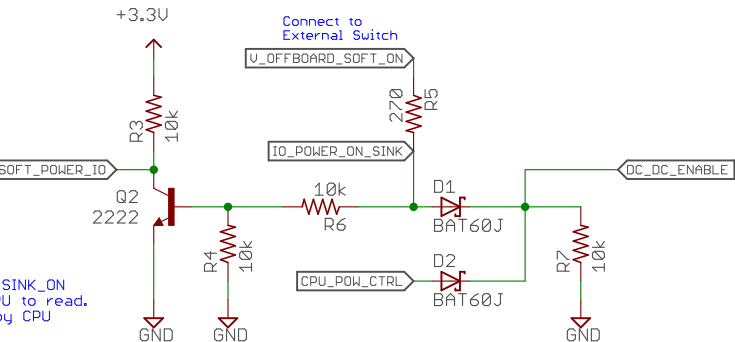 +3.3V
Connect to
External Switch
V_OFFBOARD_SOFT_ON
R3
10k
270
R5
SOFT_POWER_IO
IO_POWER_ON_SINK
DC_DC_ENABLE
Q2
2222
10k
R6
D1
BAT60J
R4
10k
D2
BAT60J
R7
10k
CPU_POW_CTRL
SINK_ON
to read.
by CPU
GND
GND
GND